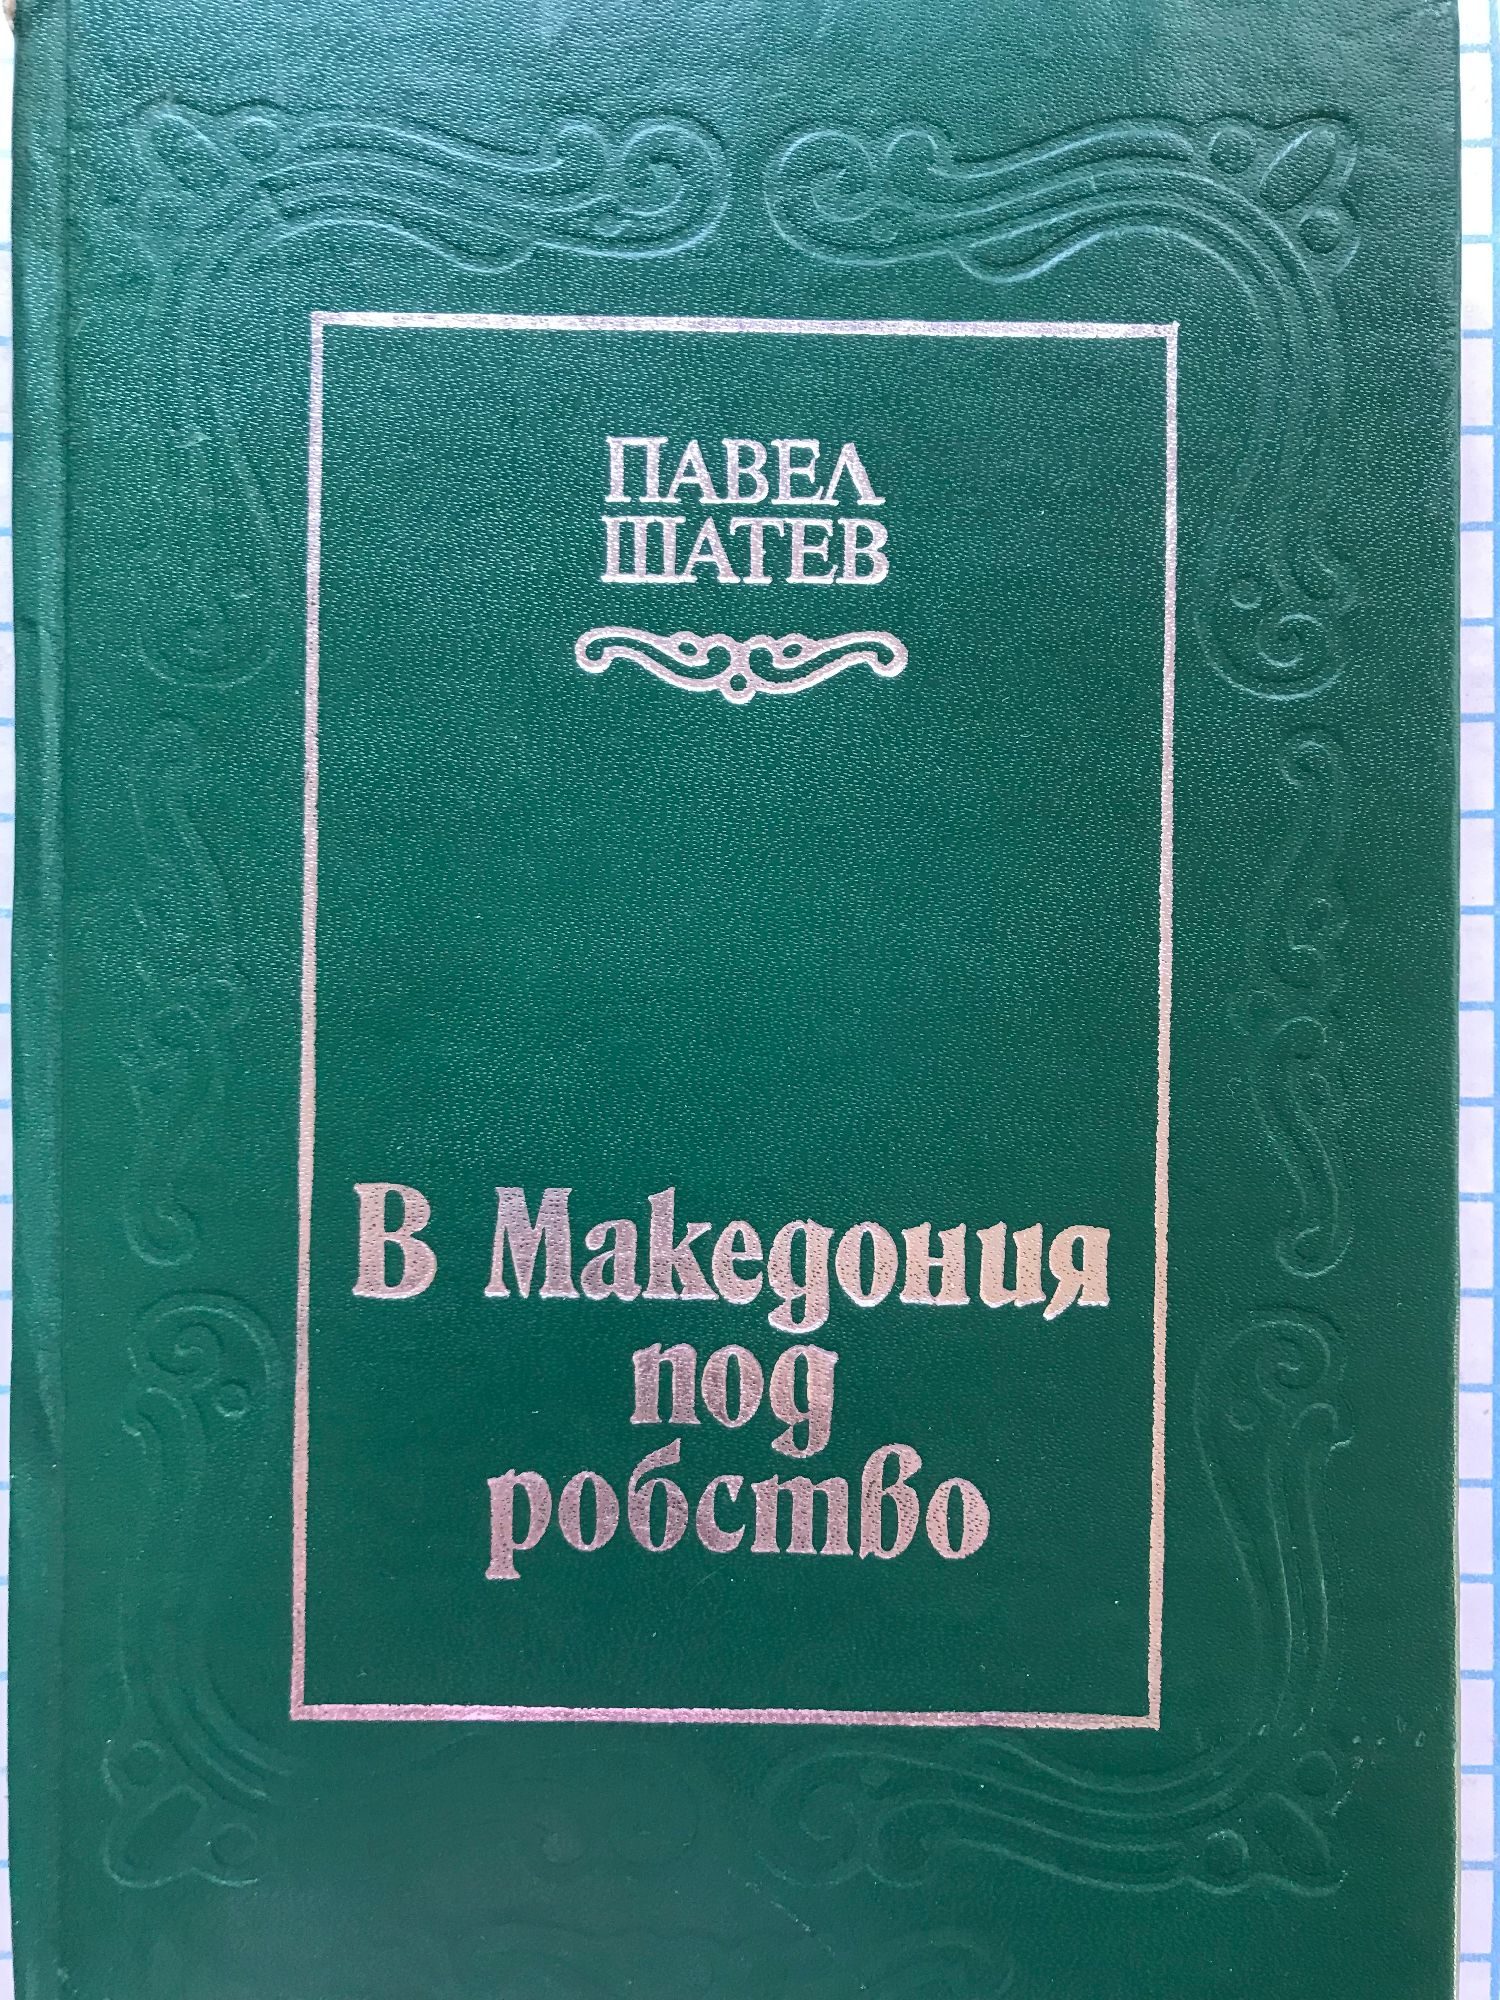 ПАВЕЛ
ШАТЕВ
В Македония
под
робство